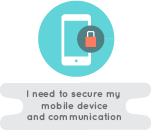 I need to secure my
mobile device
and communication